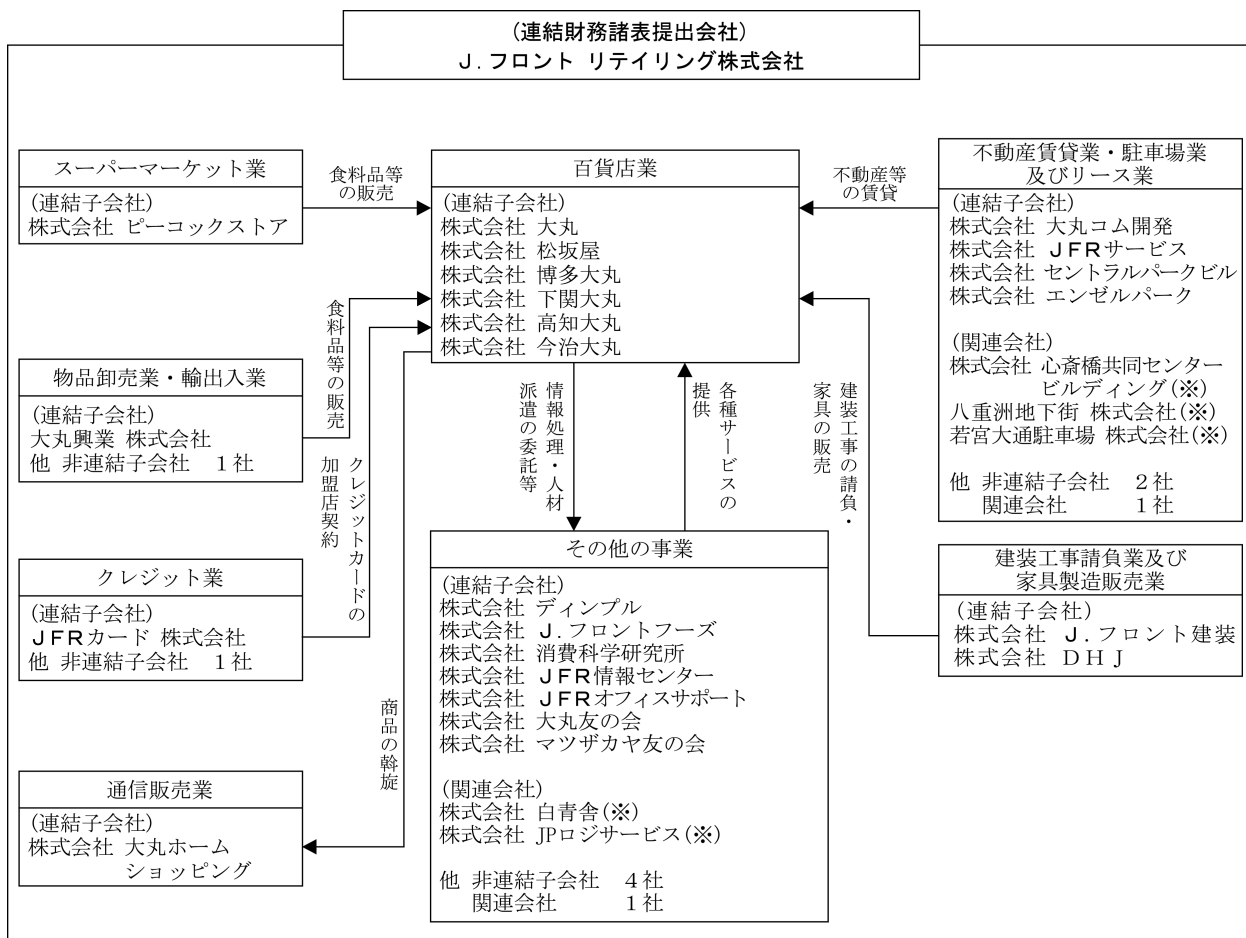 (連結財務諸表提出会社)
J.フロント リテイリング株式会社
スーパーマーケット業
(連結子会社)
株式会社 ピーコックストア
食料品等
の販売
百貨店業
(連結子会社)
株式会社 大丸
株式会社 松坂屋
株式会社 博多大丸
株式会社 下関大丸
株式会社 高知大丸
株式会社 今治大丸
不動産等
の賃貸
不動産賃貸業・駐車場業
及びリース業
(連結子会社)
株式会社 大丸コム開発
株式会社 JFRサービス
株式会社 セントラルパークビル
株式会社 エンゼルパーク
(関連会社)
株式会社 心斎橋共同センター
ビルディング(※)
八重洲地下街 株式会社(※)
若宮大通駐車場 株式会社(※)
他 非連結子会社 2社
関連会社 1社
物品卸売業・輸出入業
(連結子会社)
大丸興業 株式会社
他 非連結子会社 1社
食料品等の販売
クレジット業
(連結子会社)
JFRカード 株式会社
他 非連結子会社 1社
クレジットカードの
加盟店契約
通信販売業
(連結子会社)
株式会社 大丸ホーム
ショッピング
商品の斡旋
情報処理・人材
派遣の委託等
各種サービスの
提供
建装工事の請負・
家具の販売
その他の事業
(連結子会社)
株式会社 ディンプル
株式会社 J.フロントフーズ
株式会社 消費科学研究所
株式会社 JFR情報センター
株式会社 JFRオフィスサポート
株式会社 大丸友の会
株式会社 マツザカヤ友の会
(関連会社)
株式会社 白青舎(※)
株式会社 JPロジサービス(※)
他 非連結子会社 4社
関連会社 1社
建装工事請負業及び
家具製造販売業
(連結子会社)
株式会社 J.フロント建装
株式会社 DHJ